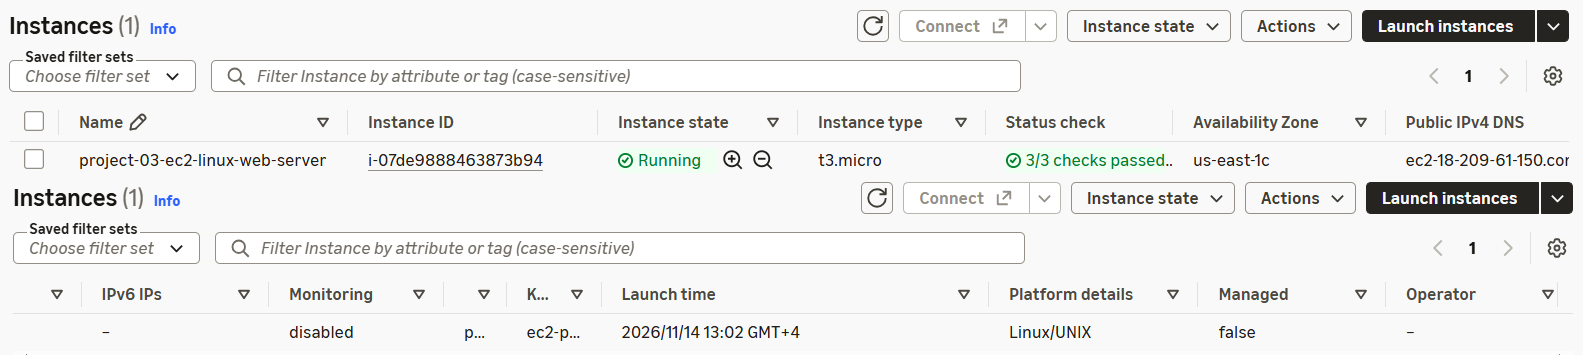 Instances (1) Info Connect Instance state Actions Launch instances
Saved filter sets
Choose filter set Filter Instance by attribute or tag (case-sensitive) 1
Name Instance ID Instance state Instance type Status check Availability Zone Public IPv4 DNS
project-03-ec2-linux-web-server i-07de9888463873b94 Running t3.micro 3/3 checks passed.. us-east-1c ec2-18-209-61-150.cor
Instances (1) Info Connect Instance state Actions Launch instances
Saved filter sets
Choose filter set Filter Instance by attribute or tag (case-sensitive) 1
IPv6 IPs Monitoring K... Launch time Platform details Managed Operator
– disabled p... ec2-p... 2026/11/14 13:02 GMT+4 Linux/UNIX false –